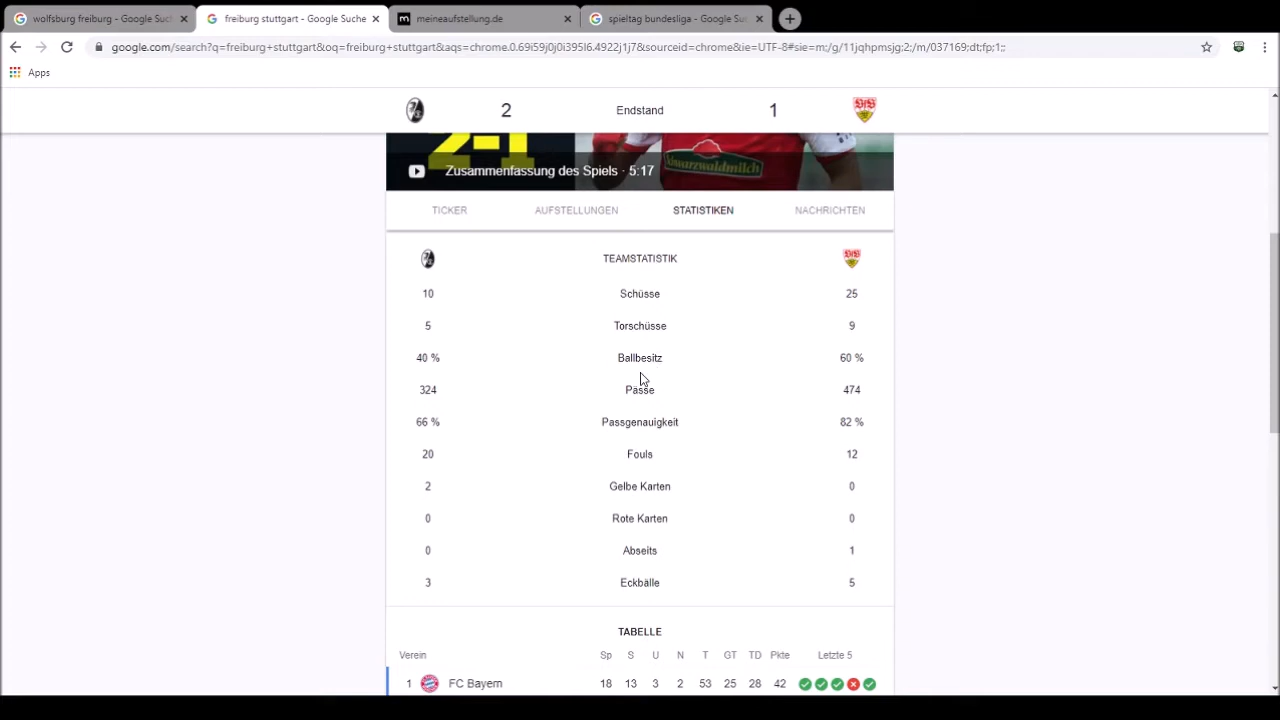 wolfsburg freiburg - Google Suc
freiburg stuttgart - Google Suche
meineaufstellung.de
spieltag bundesliga - Google Suc
google.com/search?q=freiburg+stuttgart&oq=freiburg+stuttgart&aqs=chrome.0.69i59j0j0i395l6.4922j1j7&sourceid=chrome&ie=UTF-8#sie=m;/g/11jqhpmsjg;2;/m/037169;dt;fp;1;;
Apps
2 Endstand 1
2-1
Schwarzwaldmilch
Zusammenfassung des Spiels · 5:17
TICKER AUFSTELLUNGEN STATISTIKEN NACHRICHTEN
TEAMSTATISTIK
10 Schüsse 25
5 Torschüsse 9
40 % Ballbesitz 60 %
324 Pässe 474
66 % Passgenauigkeit 82 %
20 Fouls 12
2 Gelbe Karten 0
0 Rote Karten 0
0 Abseits 1
3 Eckbälle 5
TABELLE
Verein Sp S U N T GT TD Pkte Letzte 5
1 FC Bayern 18 13 3 2 53 25 28 42